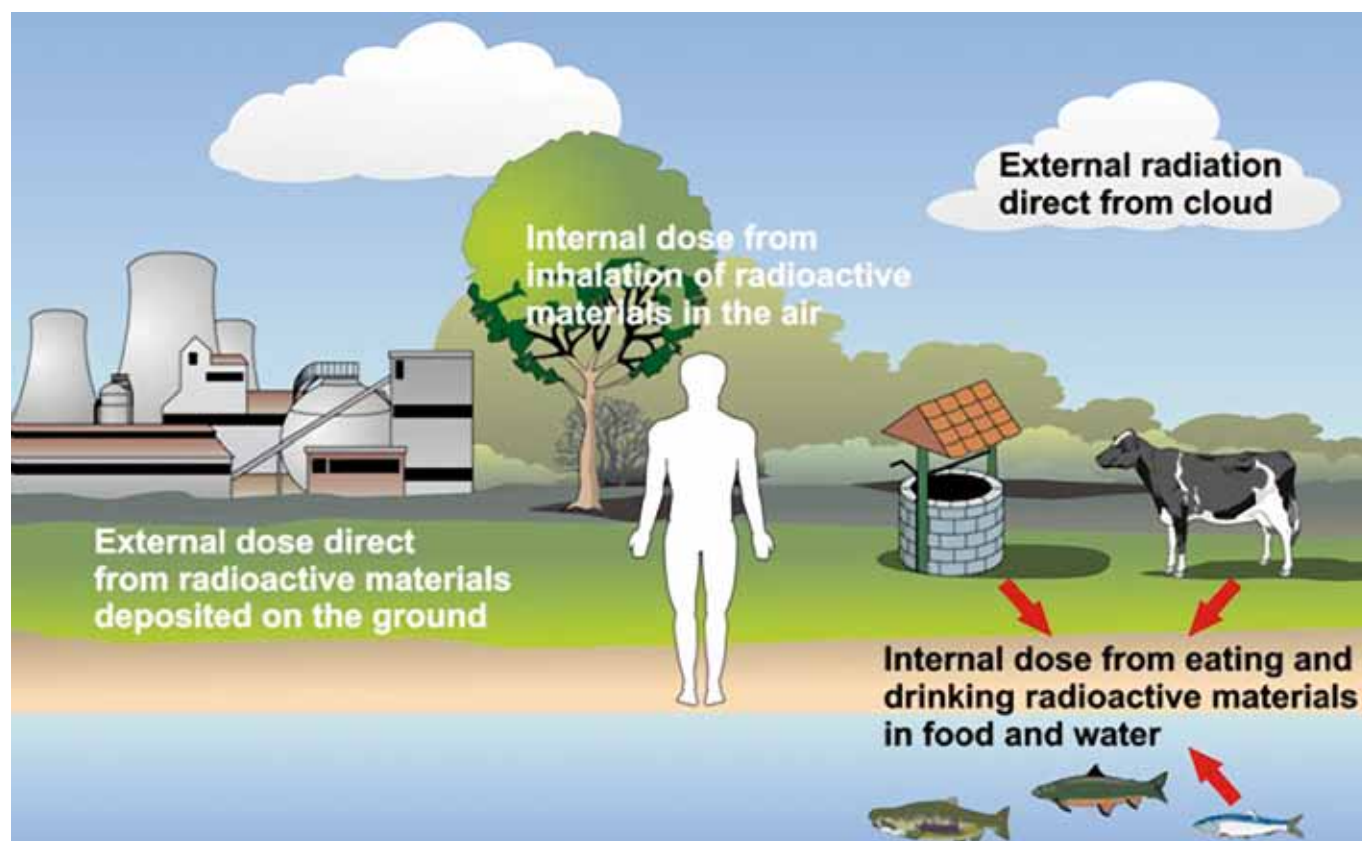 External radiation
direct from cloud
Internal dose from
inhalation of radioactive
materials in the air
External dose direct
from radioactive materials
deposited on the ground
Internal dose from eating and
drinking radioactive materials
in food and water